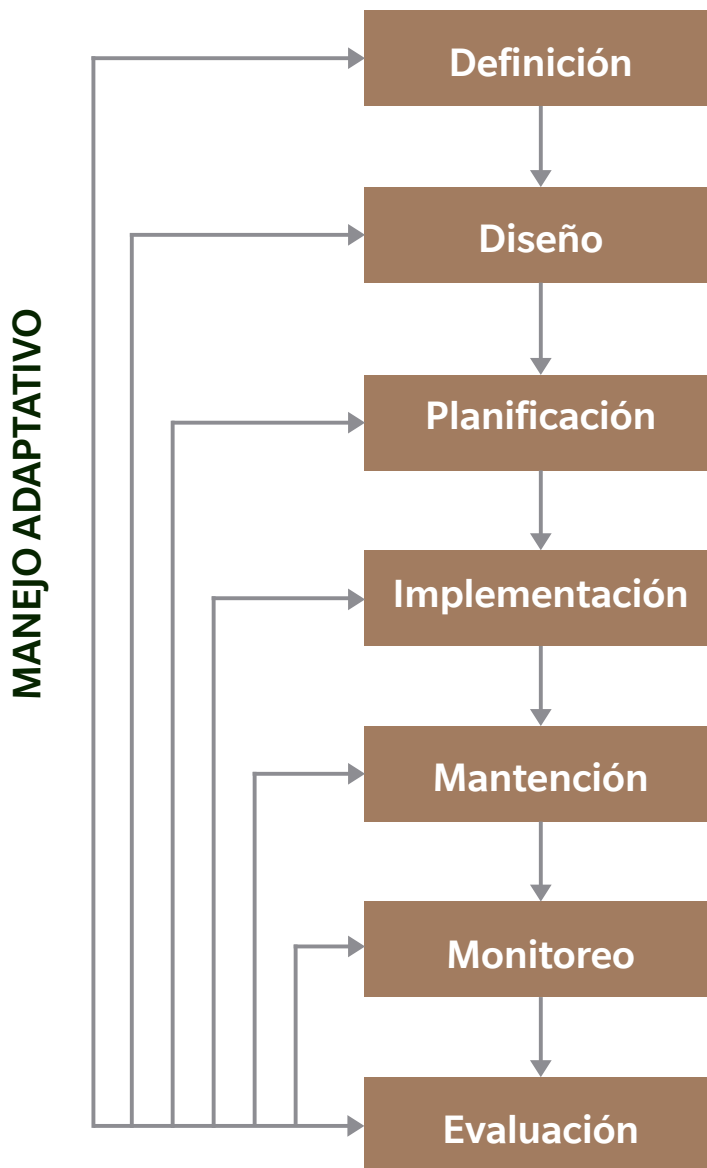 MANEJO ADAPTATIVO
Definición
Diseño
Planificación
Implementación
Mantención
Monitoreo
Evaluación